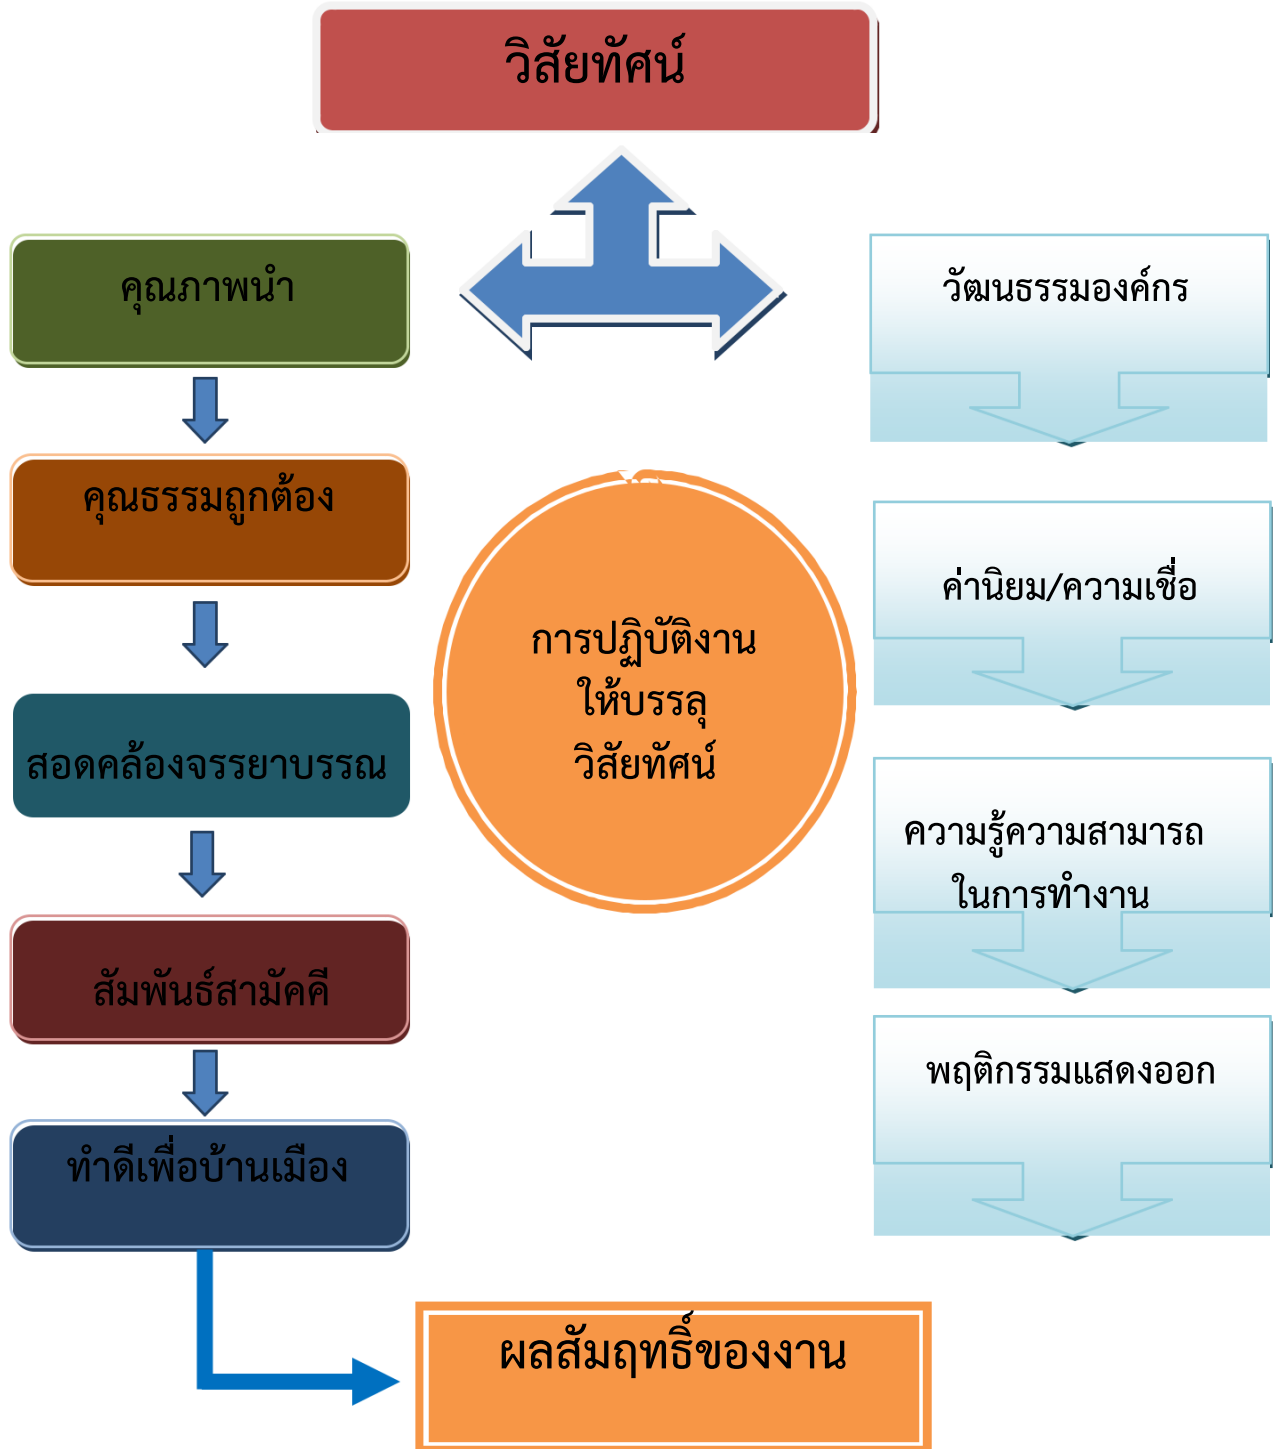 วิสัยทัศน์
คุณภาพนำ
คุณธรรมถูกต้อง
สอดคล้องจรรยาบรรณ
สัมพันธ์สามัคคี
ทำดีเพื่อบ้านเมือง
การปฏิบัติงาน
ให้บรรลุ
วิสัยทัศน์
วัฒนธรรมองค์กร
ค่านิยม/ความเชื่อ
ความรู้ความสามารถ
ในการทำงาน
พฤติกรรมแสดงออก
ผลสัมฤทธิ์ของงาน